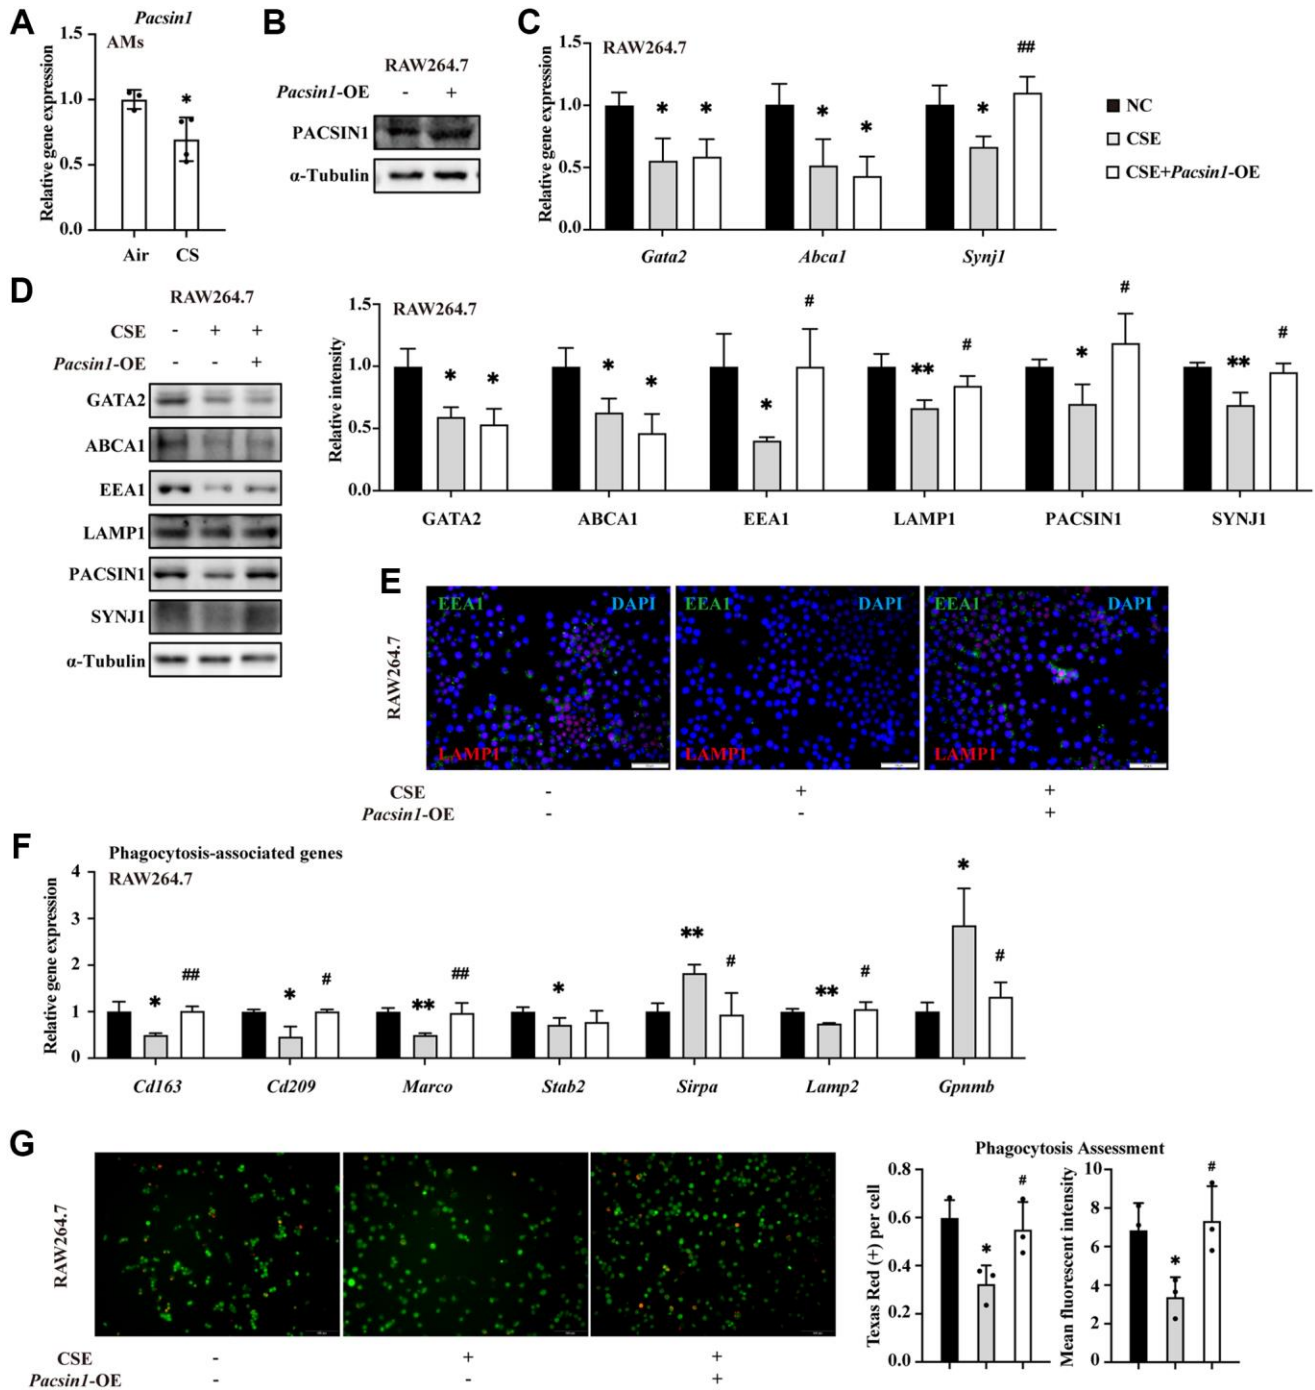 A
Pacsin1
AMs
Relative gene expression
1.5
1.0
0.5
0.0
*
Air CS
B
RAW264.7
Pacsin1-OE - +
PACSIN1
α-Tubulin
C
RAW264.7
Relative gene expression
1.5
1.0
0.5
0.0
* * * * * ##
Gata2 Abca1 Synj1
NC
CSE
CSE+Pacsin1-OE
D
RAW264.7
CSE - + +
Pacsin1-OE - - +
GATA2
ABCA1
EEA1
LAMP1
PACSIN1
SYNJ1
α-Tubulin
RAW264.7
Relative intensity
1.5
1.0
0.5
0.0
* * * * * # ** # * # ** #
GATA2 ABCA1 EEA1 LAMP1 PACSIN1 SYNJ1
E
RAW264.7
EEA1 DAPI EEA1 DAPI EEA1 DAPI
LAMP1 LAMP1 LAMP1
CSE - + +
Pacsin1-OE - - +
F
Phagocytosis-associated genes
RAW264.7
Relative gene expression
4
3
2
1
0
* ## * # ** ## * ** # ** # * #
Cd163 Cd209 Marco Stab2 Sirpa Lamp2 Gpnmb
G
RAW264.7
CSE - + +
Pacsin1-OE - - +
Phagocytosis Assessment
Texas Red (+) per cell
0.8
0.6
0.4
0.2
0.0
* #
Mean fluorescent intensity
10
8
6
4
2
0
* #